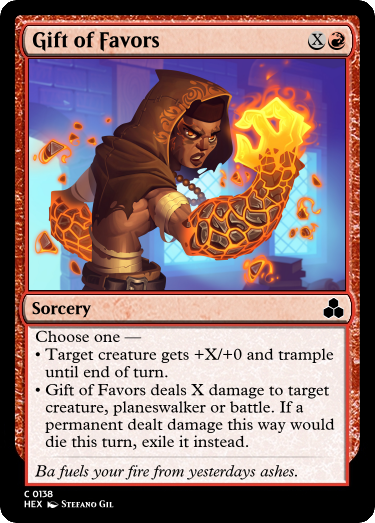 Gift of Favors
X R
Sorcery
Choose one —
• Target creature gets +X/+0 and trample
until end of turn.
• Gift of Favors deals X damage to target
creature, planeswalker or battle. If a
permanent dealt damage this way would
die this turn, exile it instead.
Ba fuels your fire from yesterdays ashes.
C 0138
HEX Stefano Gil